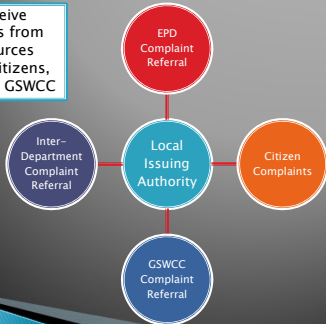 eive
s from
urces
itizens,
GSWCC
EPD
Complaint
Referral
Inter-
Department
Complaint
Referral
Local
Issuing
Authority
Citizen
Complaints
GSWCC
Complaint
Referral